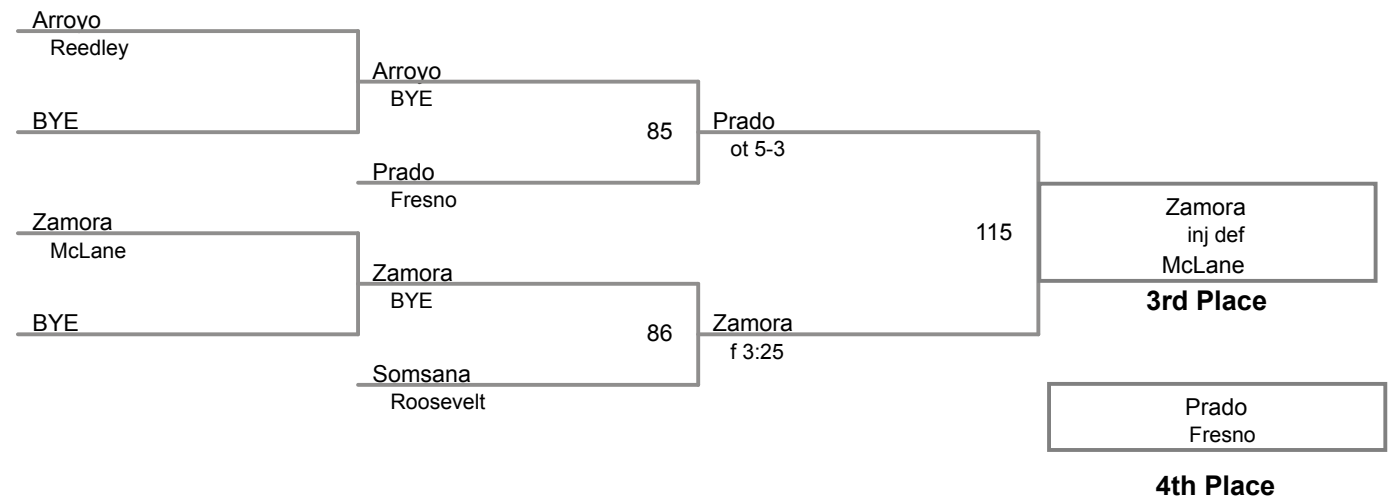 Arroyo
Reedley
Arroyo
BYE
BYE
85
Prado
ot 5-3
Prado
Fresno
Zamora
McLane
115
Zamora
inj def
McLane
3rd Place
Zamora
BYE
BYE
86
Zamora
f 3:25
Somsana
Roosevelt
Prado
Fresno
4th Place